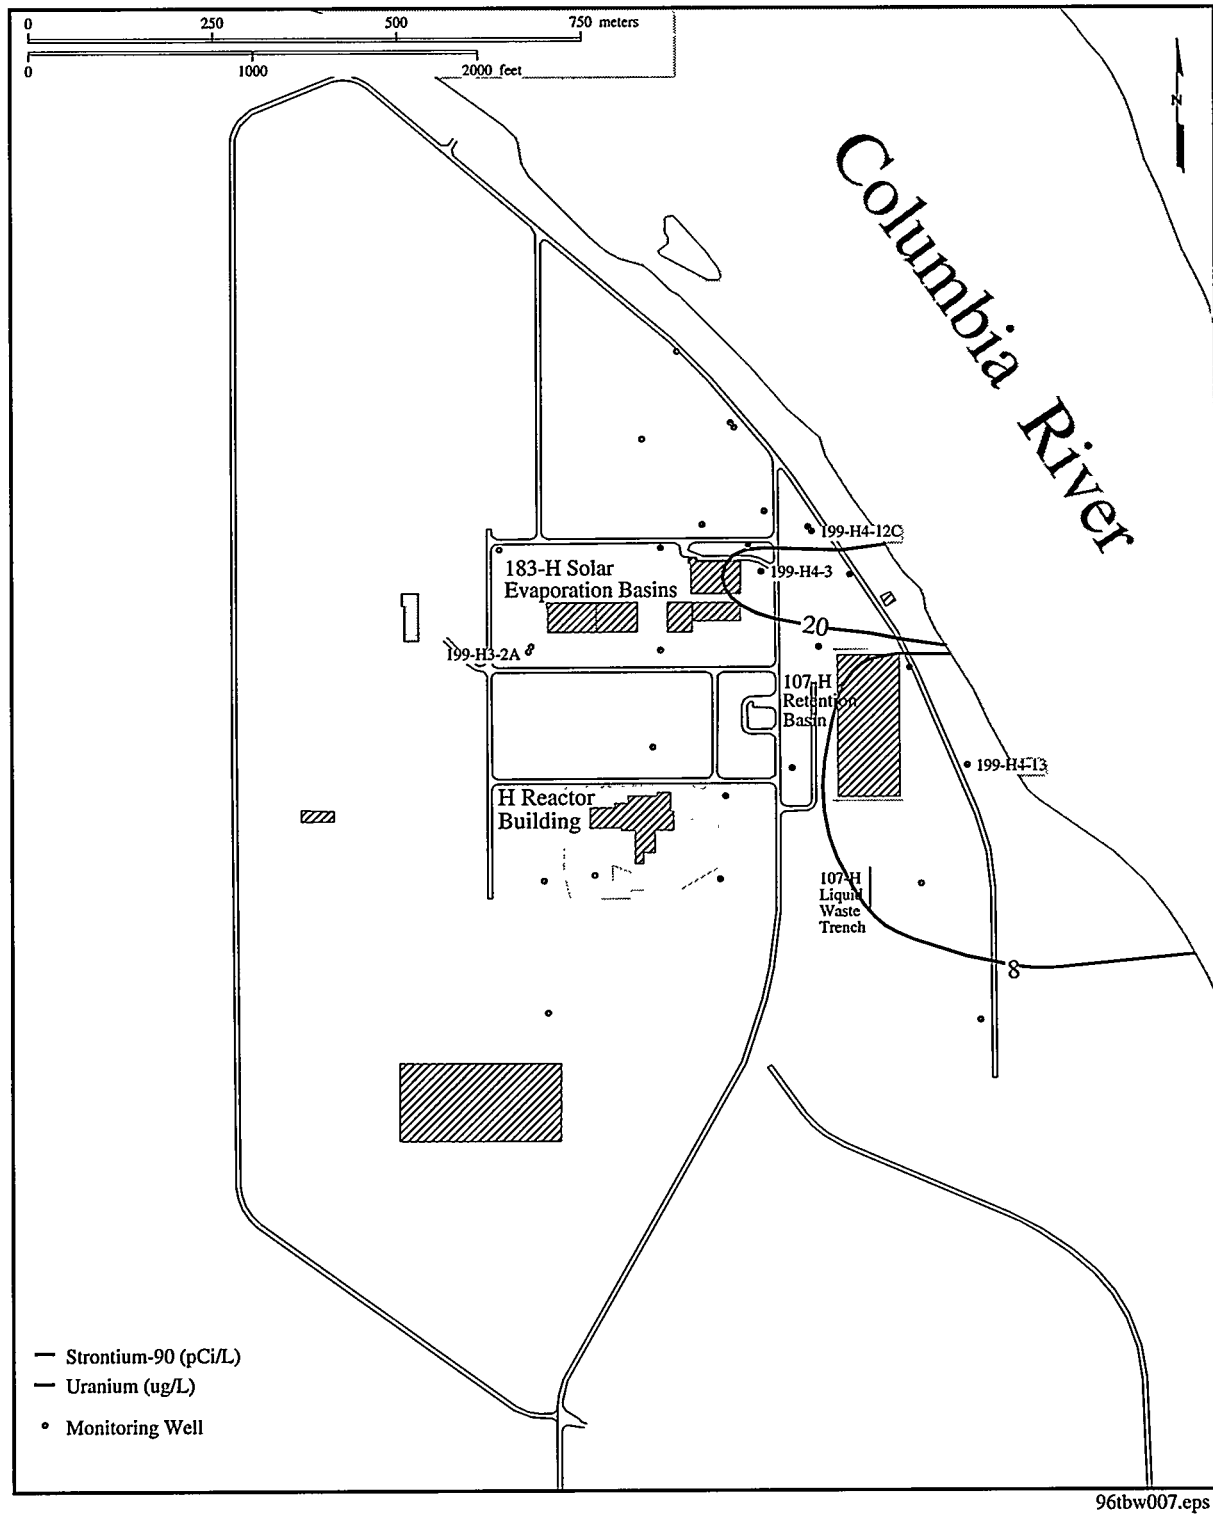 0 250 500 750 meters
0 1000 2000 feet
N
Columbia River
199-H4-12C
183-H Solar
Evaporation Basins
199-H4-3
20
199-H3-2A
107-H
Retention
Basin
199-H4-13
H Reactor
Building
107-H
Liquid
Waste
Trench
8
Strontium-90 (pCi/L)
Uranium (ug/L)
Monitoring Well
96tbw007.eps